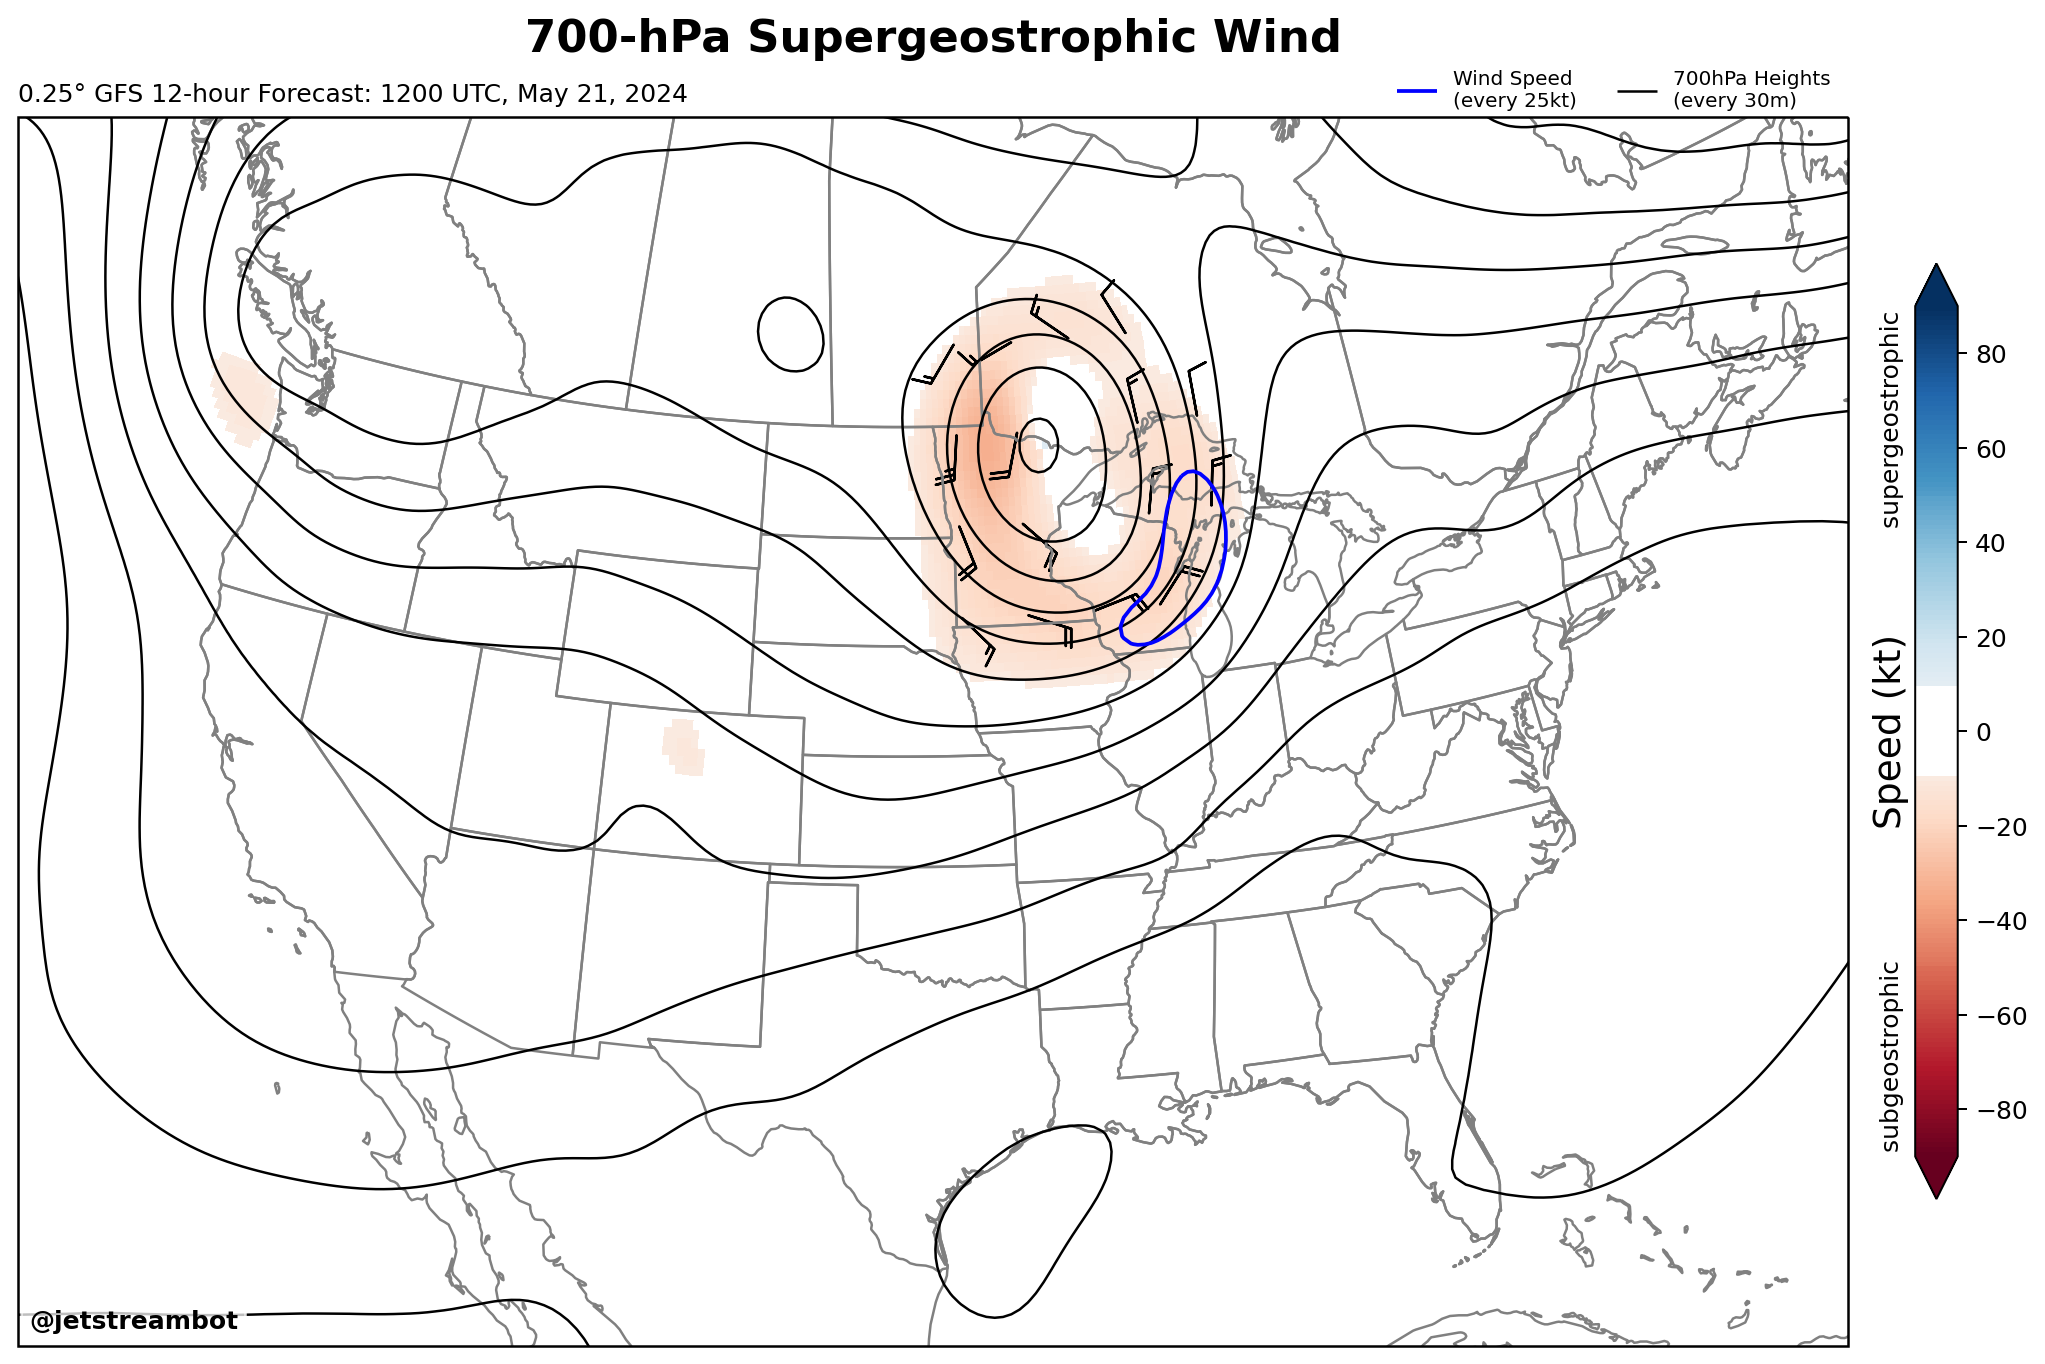 700-hPa Supergeostrophic Wind
0.25° GFS 12-hour Forecast: 1200 UTC, May 21, 2024
Wind Speed
(every 25kt)
700hPa Heights
(every 30m)
supergeostrophic
subgeostrophic
Speed (kt)
80
60
40
20
0
−20
−40
−60
−80
@jetstreambot